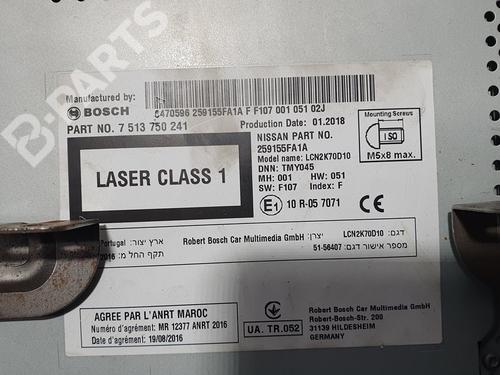 Manufactured by:
BOSCH
6470596 259155FA1A F F107 001 051 02J
PART NO. 7 513 750 241
Production Date: 01.2018
NISSAN PART NO.
259155FA1A
Model name: LCN2K70D10
DNN: TMY045
MH: 001 HW: 051
SW: F107 Index: F
Mounting Screws
ISO
M5x8 max.
LASER CLASS 1
E1 10 R-05 7071
CE
דגם: LCN2K70D10 יצרן: Robert Bosch Car Multimedia GmbH ארץ יצור: Portugal
מספר אישור דגם: 51-56407 תקף החל מ: 2016
AGREE PAR L'ANRT MAROC
Numéro d'agrément: MR 12377 ANRT 2016
Date d'agrément: 19/08/2016
UA. TR.052
Robert Bosch Car Multimedia GmbH
Robert-Bosch-Str. 200
31139 HILDESHEIM
GERMANY
B-PARTS